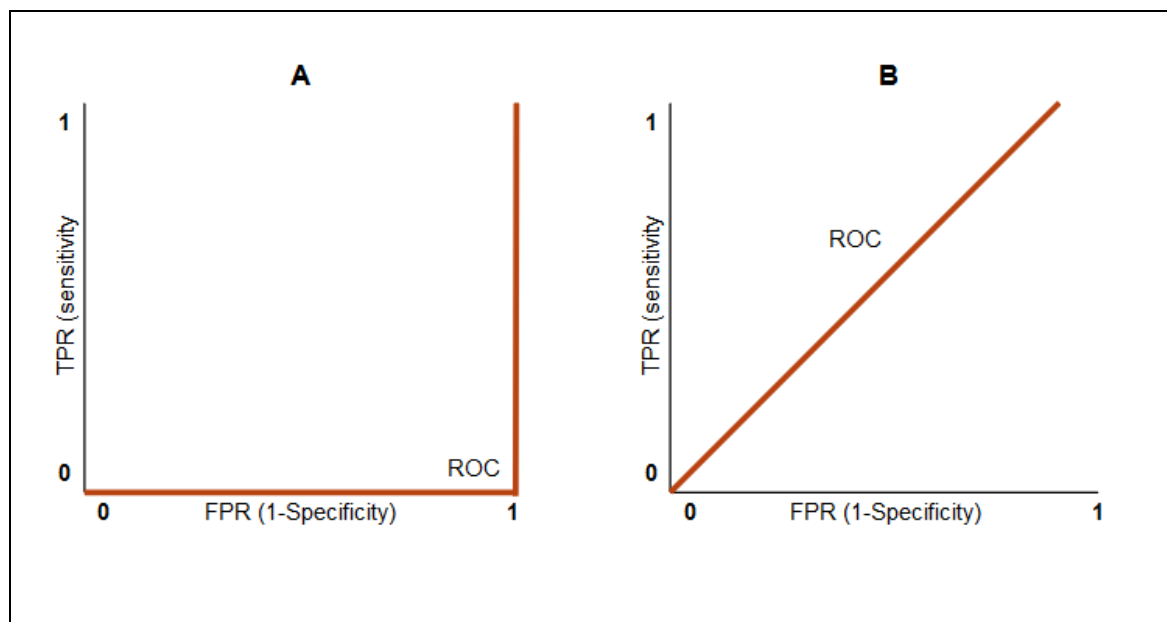 A
1
TPR (sensitivity)
0
ROC
0
FPR (1-Specificity)
1
B
1
TPR (sensitivity)
ROC
0
0
FPR (1-Specificity)
1